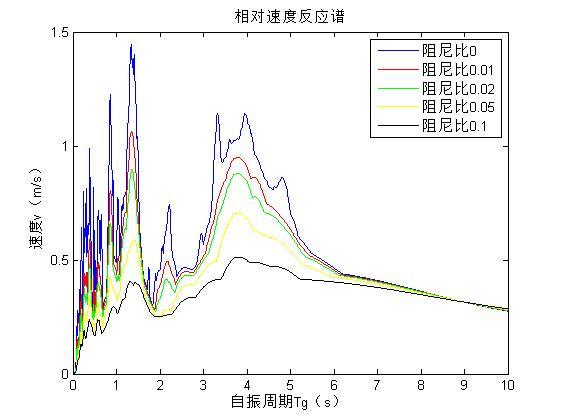 相对速度反应谱
1.5
1
0.5
0
速度v（m/s）
阻尼比0
阻尼比0.01
阻尼比0.02
阻尼比0.05
阻尼比0.1
0 1 2 3 4 5 6 7 8 9 10
自振周期Tg（s）